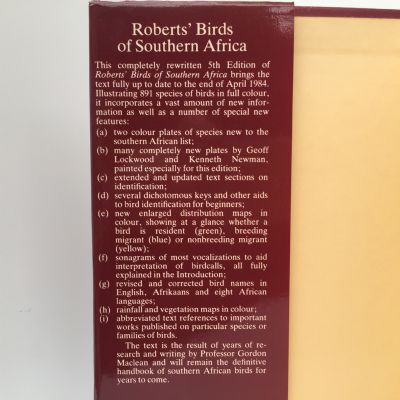 Roberts' Birds
of Southern Africa
This completely rewritten 5th Edition of
Roberts' Birds of Southern Africa brings the
text fully up to date to the end of April 1984.
Illustrating 891 species of birds in full colour,
it incorporates a vast amount of new infor-
mation as well as a number of special new
features:
(a) two colour plates of species new to the
southern African list;
(b) many completely new plates by Geoff
Lockwood and Kenneth Newman,
painted especially for this edition;
(c) extended and updated text sections on
identification;
(d) several dichotomous keys and other aids
to bird identification for beginners;
(e) new enlarged distribution maps in
colour, showing at a glance whether a
bird is resident (green), breeding
migrant (blue) or nonbreeding migrant
(yellow);
(f) sonagrams of most vocalizations to aid
interpretation of birdcalls, all fully
explained in the Introduction;
(g) revised and corrected bird names in
English, Afrikaans and eight African
languages;
(h) rainfall and vegetation maps in colour;
(i) abbreviated text references to important
works published on particular species or
families of birds.
The text is the result of years of re-
search and writing by Professor Gordon
Maclean and will remain the definitive
handbook of southern African birds for
years to come.